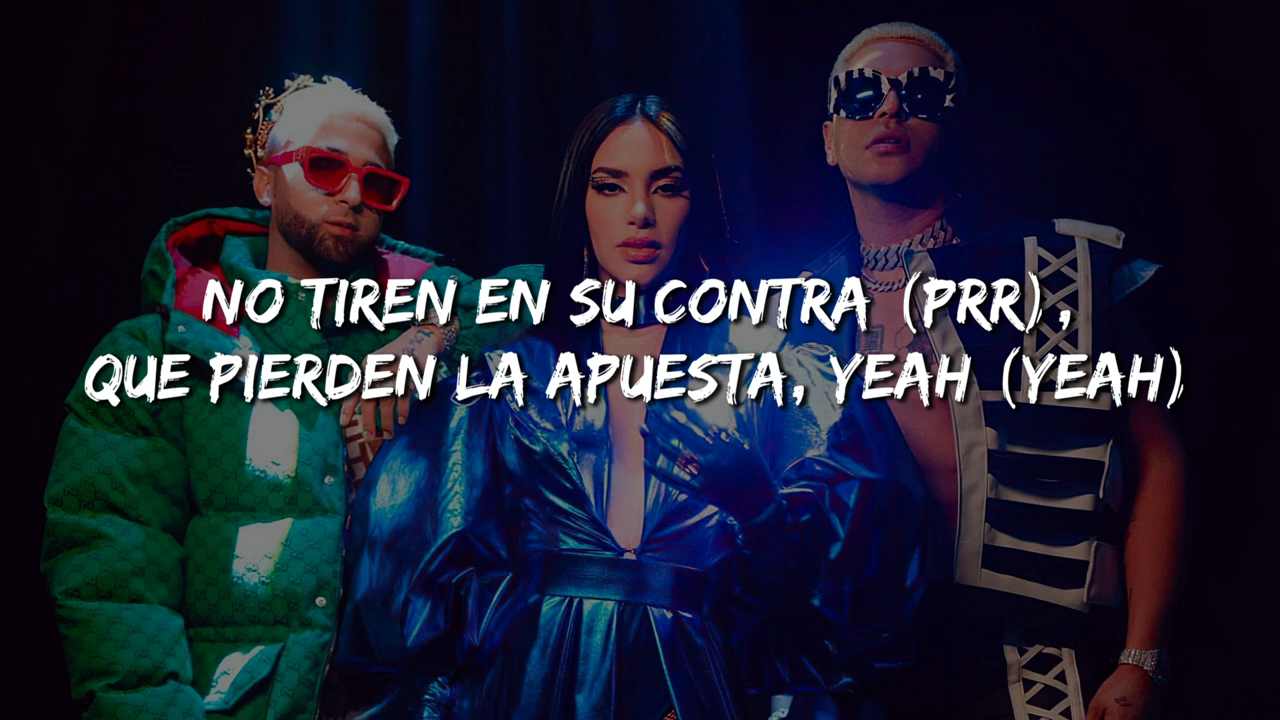 NO TIREN EN SU CONTRA (PRR),
QUE PIERDEN LA APUESTA, YEAH (YEAH)